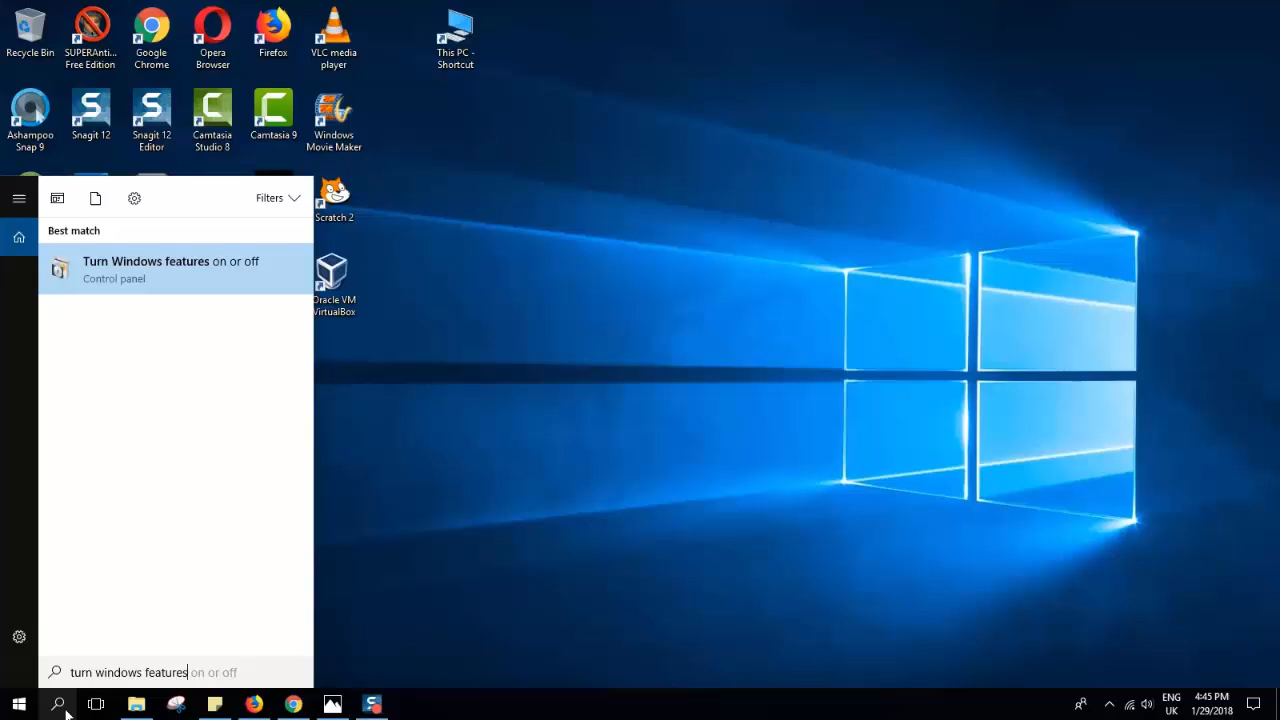 Recycle Bin
SUPERAnti...
Free Edition
Google
Chrome
Opera
Browser
Firefox
VLC media
player
This PC -
Shortcut
Ashampoo
Snap 9
Snagit 12
Snagit 12
Editor
Camtasia
Studio 8
Camtasia 9
Windows
Movie Maker
Scratch 2
Oracle VM
VirtualBox
Filters
Best match
Turn Windows features on or off
Control panel
turn windows features on or off
ENG
UK
4:45 PM
1/29/2018